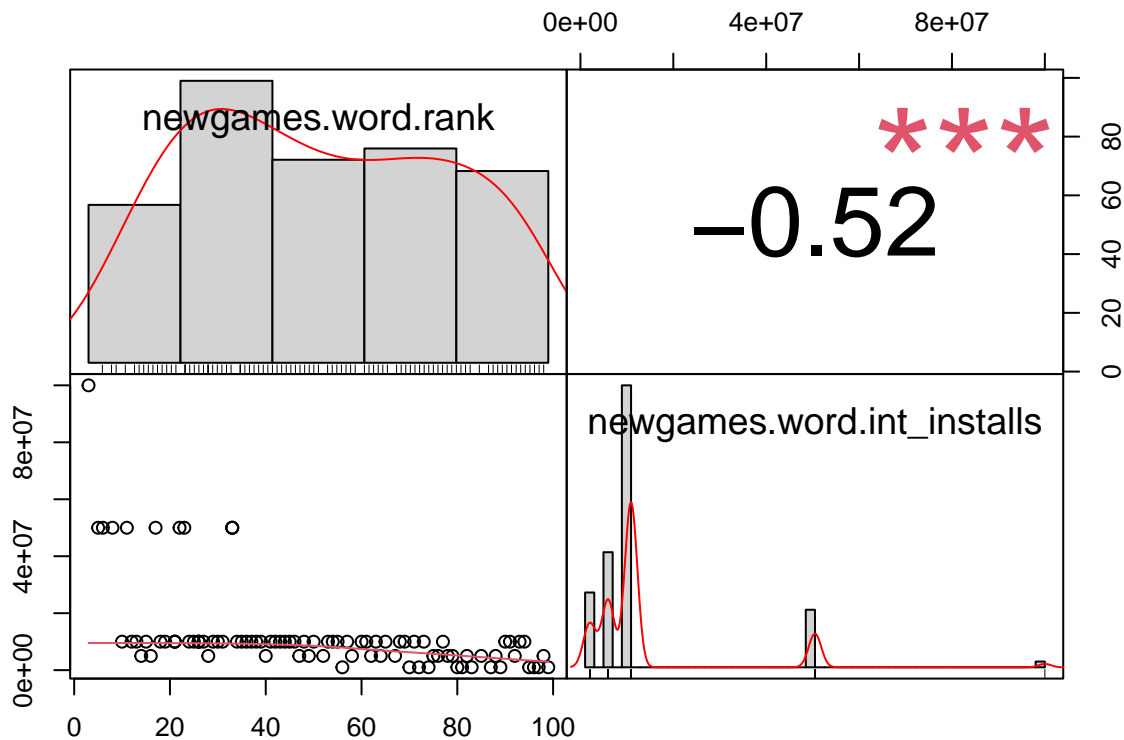 0e+00 4e+07 8e+07
newgames.word.rank
***
−0.52
0 20 40 60 80
newgames.word.int_installs
0e+00 4e+07 8e+07
0 20 40 60 80 100